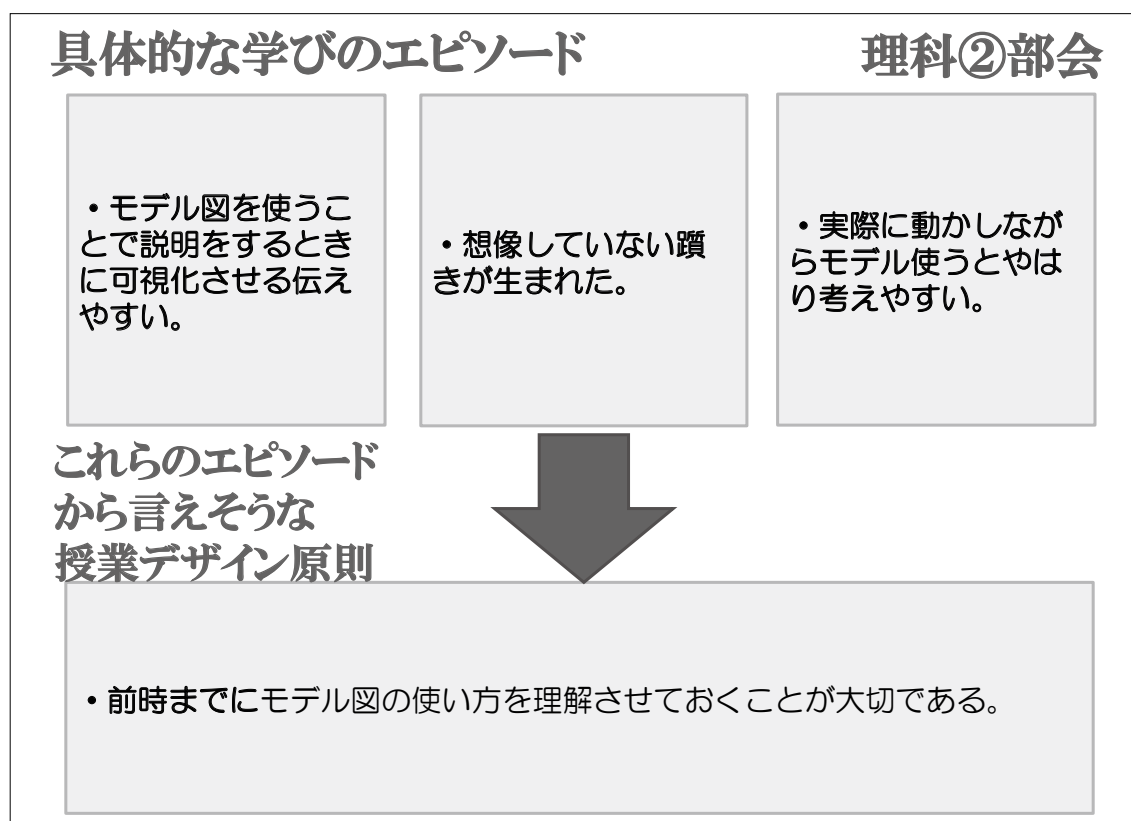 具体的な学びのエピソード
理科②部会
・モデル図を使うこ
とで説明をするとき
に可視化させる伝え
やすい。
・想像していない躓
きが生まれた。
・実際に動かしなが
らモデル使うとやは
り考えやすい。
これらのエピソード
から言えそうな
授業デザイン原則
・前時までにモデル図の使い方を理解させておくことが大切である。